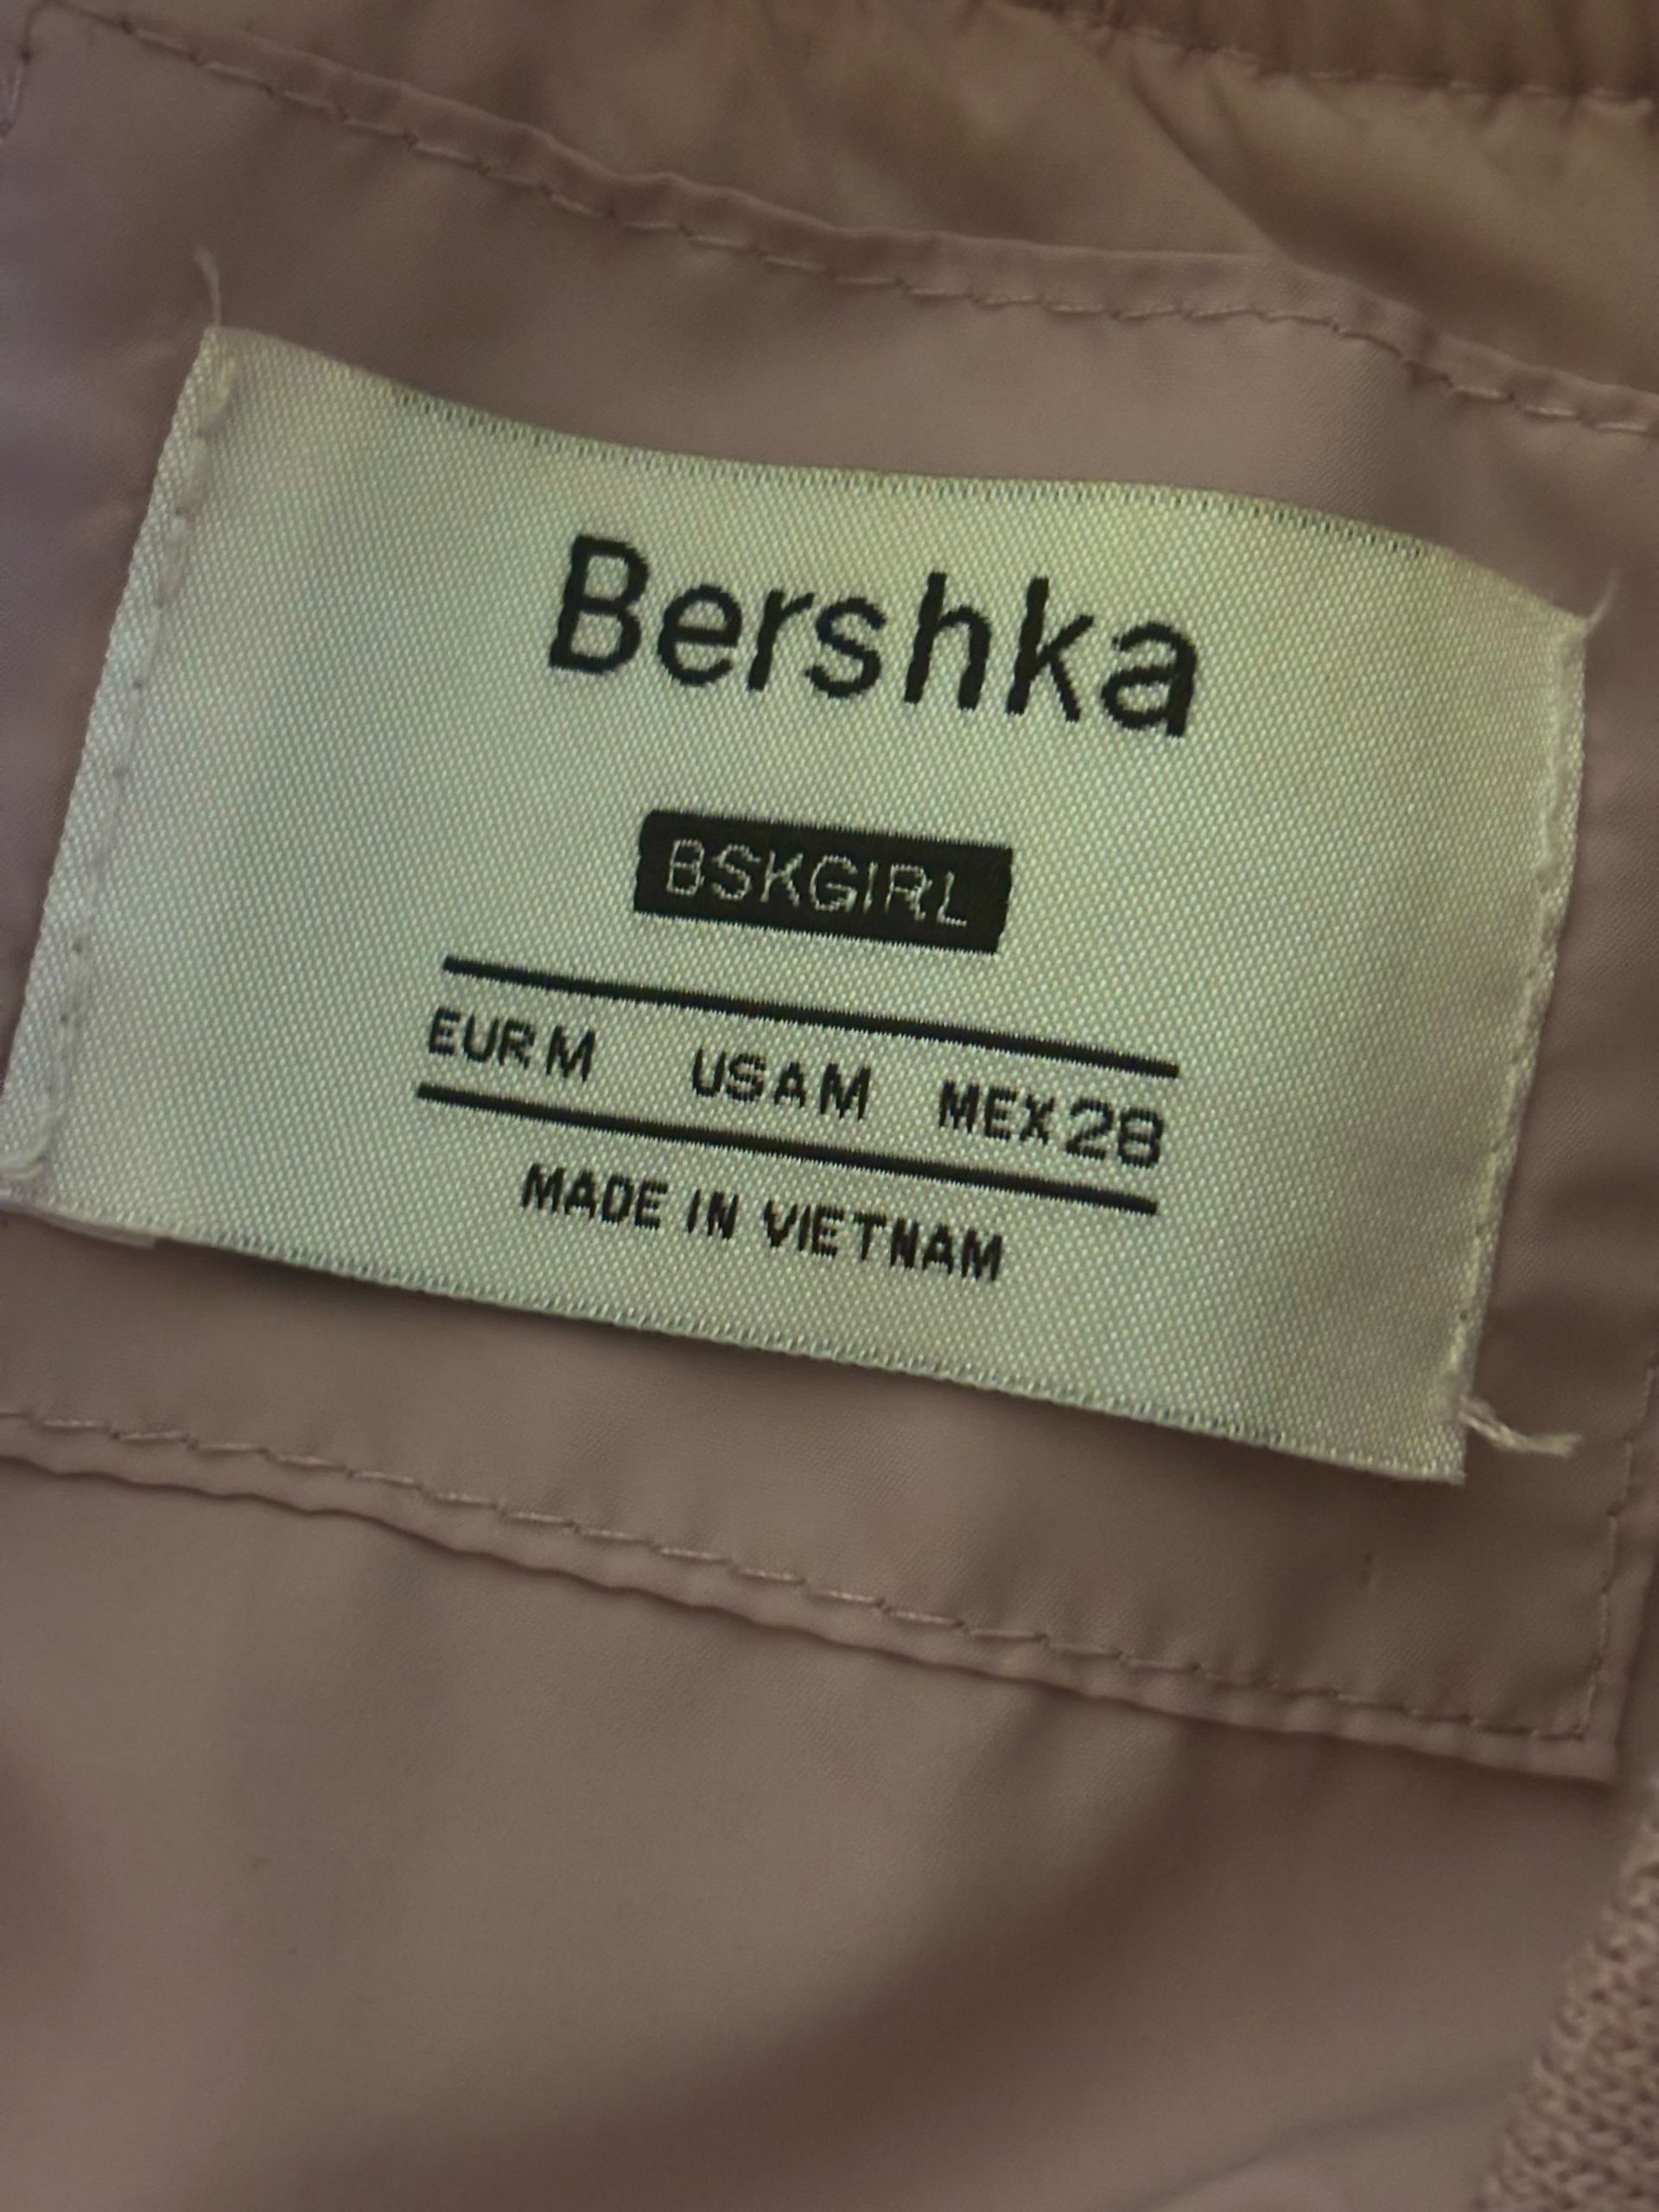 Bershka
BSKGIRL
EUR M USA M MEX 28
MADE IN VIETNAM